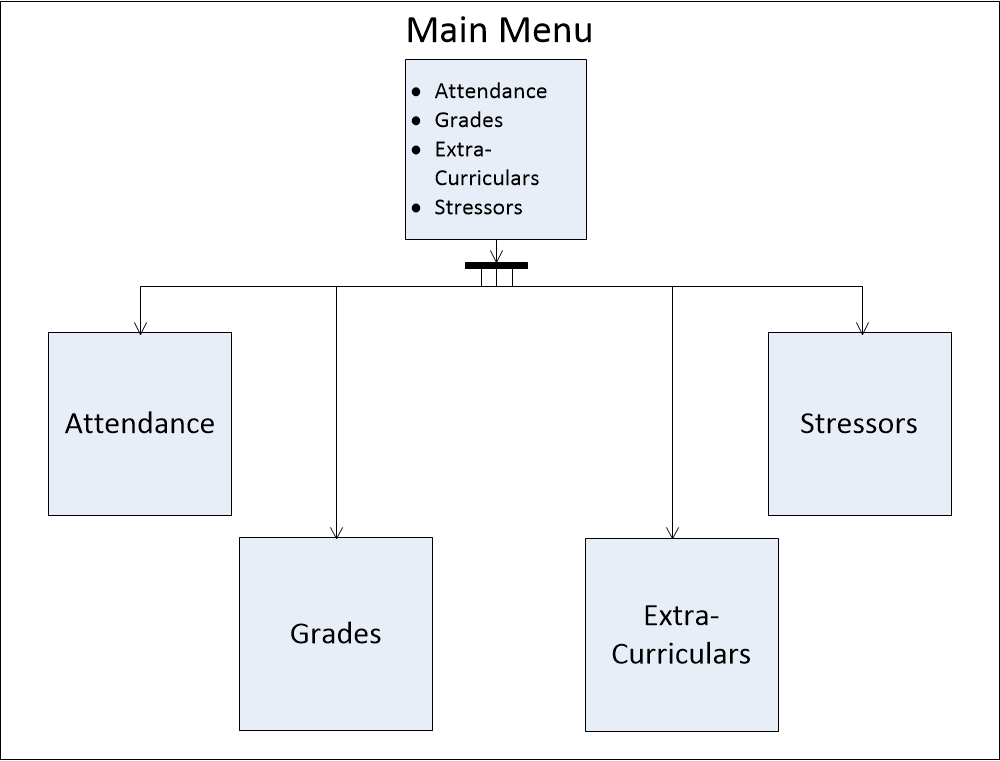 Main Menu
• Attendance
• Grades
• Extra-
Curriculars
• Stressors
Attendance
Stressors
Grades
Extra-
Curriculars